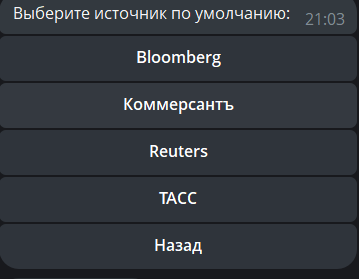 Выберите источник по умолчанию:
21:03
Bloomberg
Коммерсантъ
Reuters
ТАСС
Назад